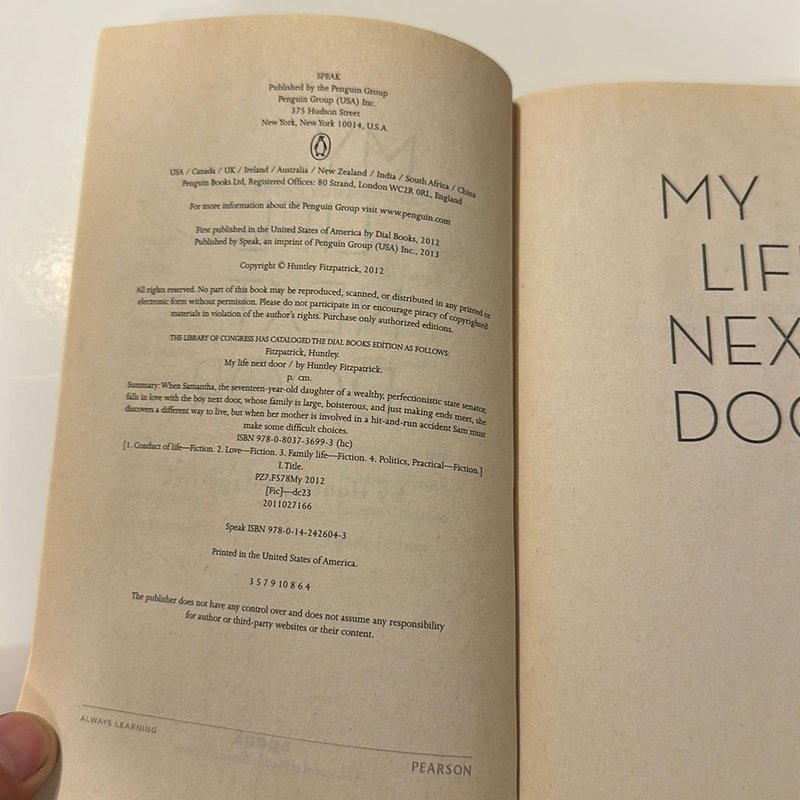 SPEAK
Published by the Penguin Group
Penguin Group (USA) Inc.
375 Hudson Street
New York, New York 10014, U.S.A.
USA / Canada / UK / Ireland / Australia / New Zealand / India / South Africa / China
Penguin Books Ltd, Registered Offices: 80 Strand, London WC2R 0RL, England
For more information about the Penguin Group visit www.penguin.com
First published in the United States of America by Dial Books, 2012
Published by Speak, an imprint of Penguin Group (USA) Inc., 2013
Copyright © Huntley Fitzpatrick, 2012
All rights reserved. No part of this book may be reproduced, scanned, or distributed in any printed or
electronic form without permission. Please do not participate in or encourage piracy of copyrighted
materials in violation of the author's rights. Purchase only authorized editions.
THE LIBRARY OF CONGRESS HAS CATALOGED THE DIAL BOOKS EDITION AS FOLLOWS:
Fitzpatrick, Huntley.
My life next door / by Huntley Fitzpatrick.
p. cm.
Summary: When Samantha, the seventeen-year-old daughter of a wealthy, perfectionistic state senator,
falls in love with the boy next door, whose family is large, boisterous, and just making ends meet, she
discovers a different way to live, but when her mother is involved in a hit-and-run accident Sam must
make some difficult choices.
ISBN 978-0-8037-3699-3 (hc)
[1. Conduct of life—Fiction. 2. Love—Fiction. 3. Family life—Fiction. 4. Politics, Practical—Fiction.]
I. Title.
PZ7.F578My 2012
[Fic]—dc23
2011027166
Speak ISBN 978-0-14-242604-3
Printed in the United States of America.
3 5 7 9 10 8 6 4
The publisher does not have any control over and does not assume any responsibility
for author or third-party websites or their content.
ALWAYS LEARNING
PEARSON
MY
LIF
NEX
DOO